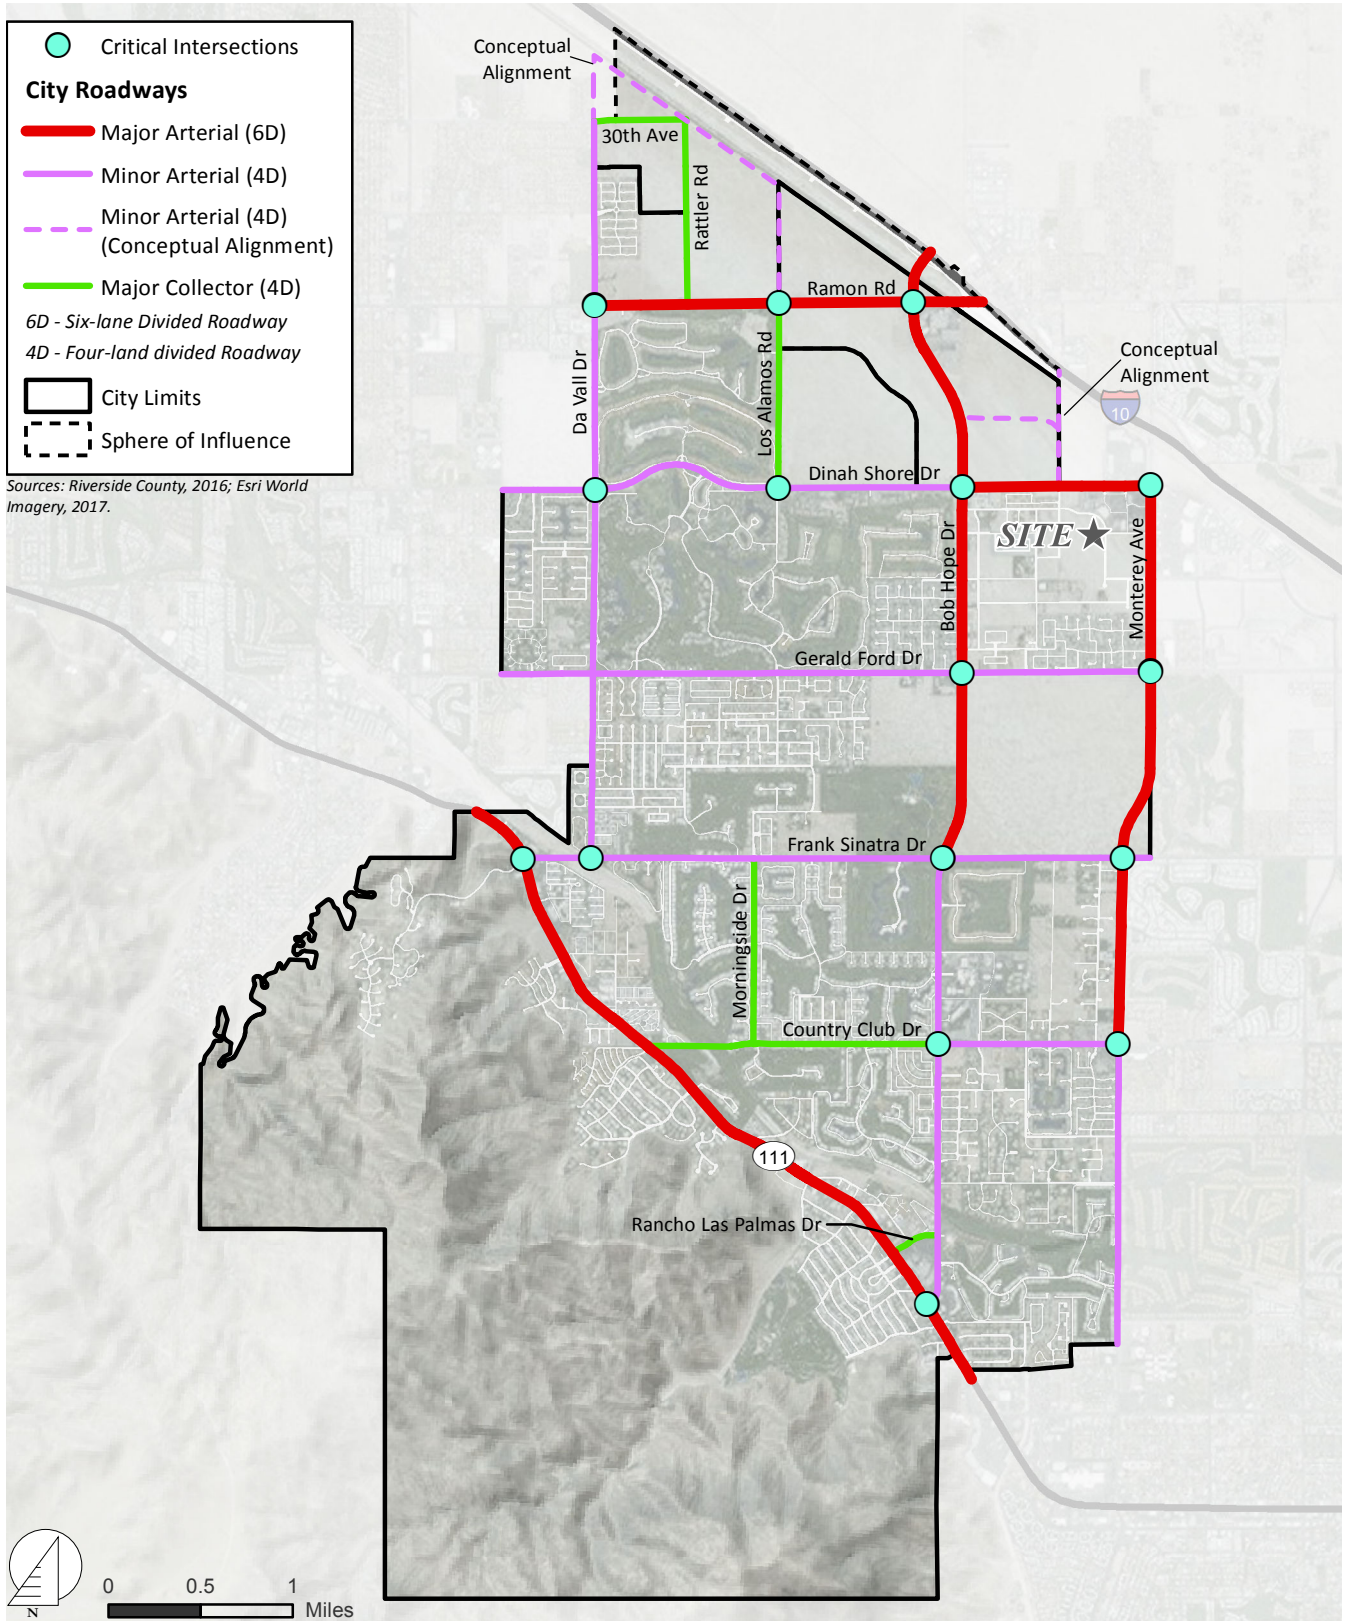 Critical Intersections
City Roadways
Major Arterial (6D)
Minor Arterial (4D)
Minor Arterial (4D)
(Conceptual Alignment)
Major Collector (4D)
6D - Six-lane Divided Roadway
4D - Four-land divided Roadway
City Limits
Sphere of Influence
Sources: Riverside County, 2016; Esri World
Imagery, 2017.
Conceptual
Alignment
30th Ave
Rattler Rd
Ramon Rd
Da Vall Dr
Los Alamos Rd
Conceptual
Alignment
10
Dinah Shore Dr
SITE
Bob Hope Dr
Monterey Ave
Gerald Ford Dr
Frank Sinatra Dr
Morningside Dr
Country Club Dr
111
Rancho Las Palmas Dr
N
0 0.5 1
Miles